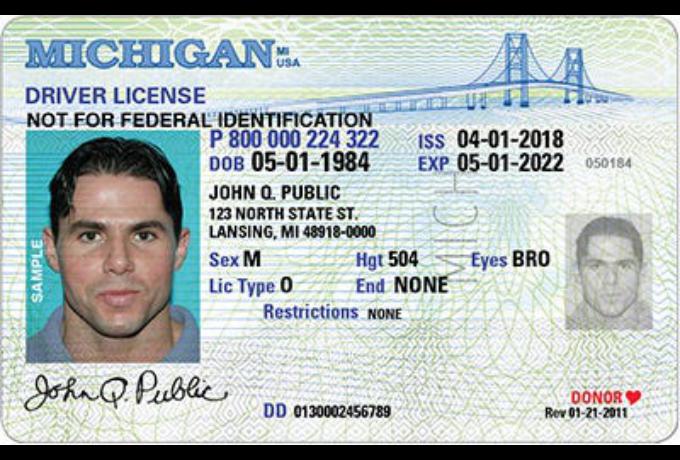 MICHIGAN MI USA
DRIVER LICENSE
NOT FOR FEDERAL IDENTIFICATION
P 800 000 224 322 ISS 04-01-2018
DOB 05-01-1984 EXP 05-01-2022 050184
JOHN Q. PUBLIC
123 NORTH STATE ST.
LANSING, MI 48918-0000
Sex M Hgt 504 Eyes BRO
Lic Type O End NONE
Restrictions NONE
SAMPLE
MICH
John Q. Public
DD 0130002456789
DONOR
Rev 01-21-2011